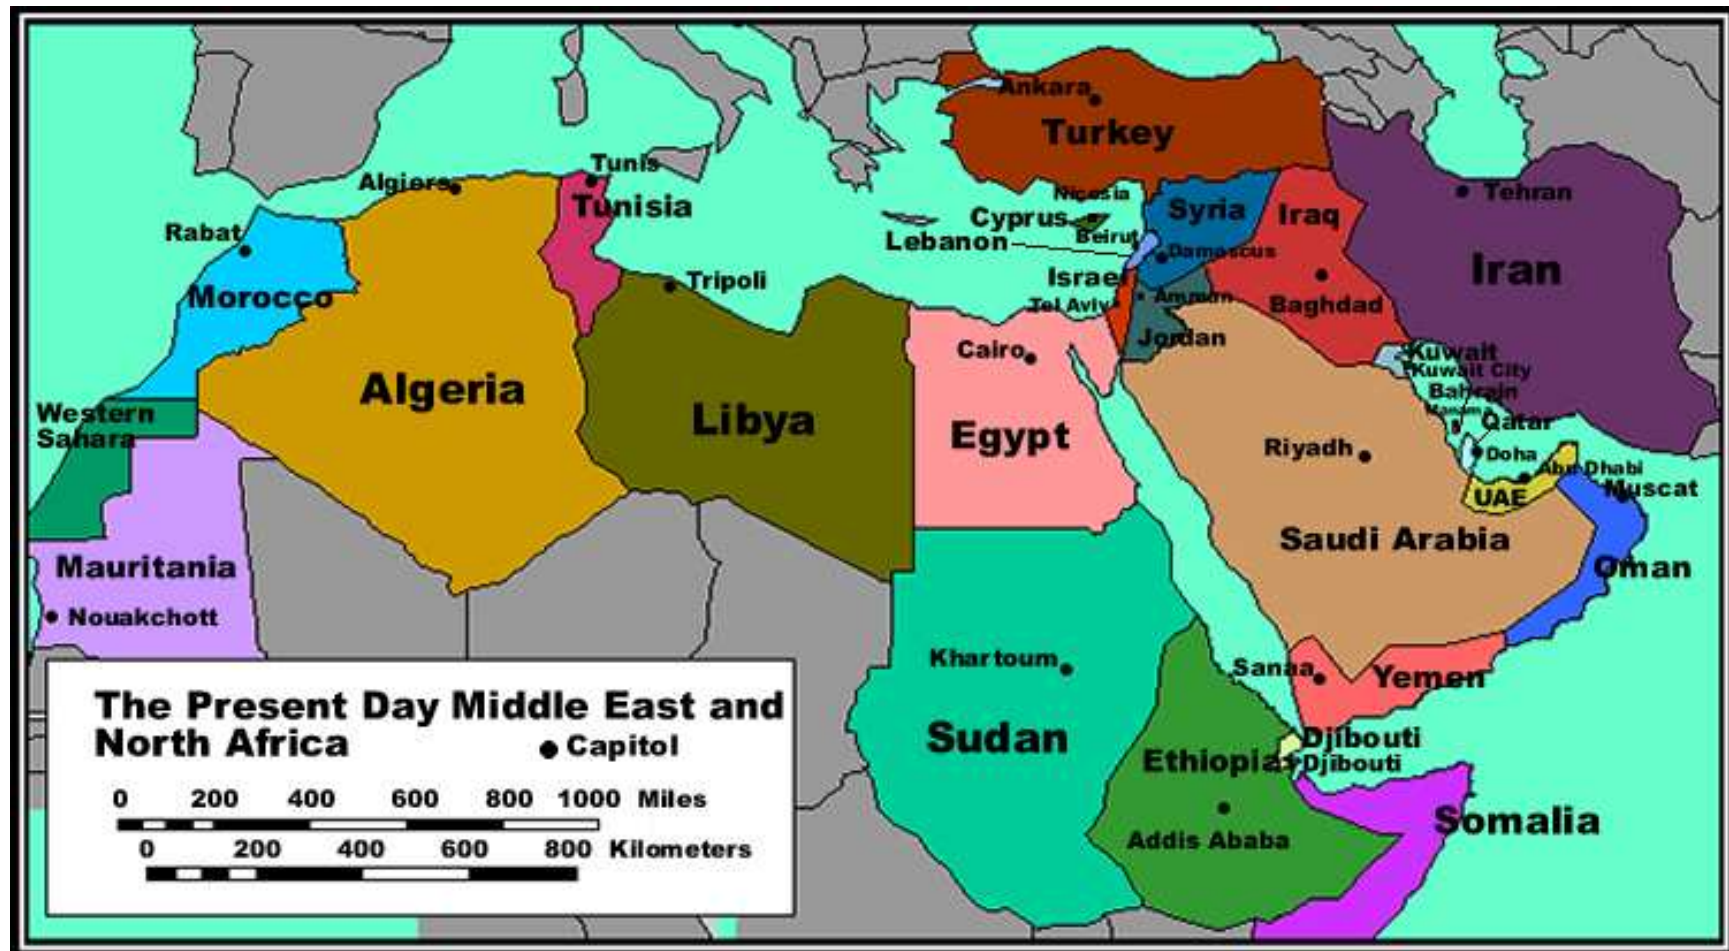 Ankara
Turkey
Tunis
Algiers
Tunisia
Nicosia
Cyprus
Syria
Iraq
Tehran
Rabat
Beirut
Lebanon
Damascus
Iran
Israel
Tripoli
Morocco
Tel Aviv
Amman
Baghdad
Jordan
Cairo
Kuwait
Kuwait City
Algeria
Bahrain
Manama
Western
Sahara
Libya
Egypt
Qatar
Riyadh
Doha
Abu Dhabi
UAE
Muscat
Saudi Arabia
Mauritania
Oman
Nouakchott
Khartoum
Sanaa
Yemen
Sudan
Djibouti
Ethiopia
Djibouti
Somalia
Addis Ababa
The Present Day Middle East and
North Africa
Capitol
0 200 400 600 800 1000 Miles
0 200 400 600 800 Kilometers